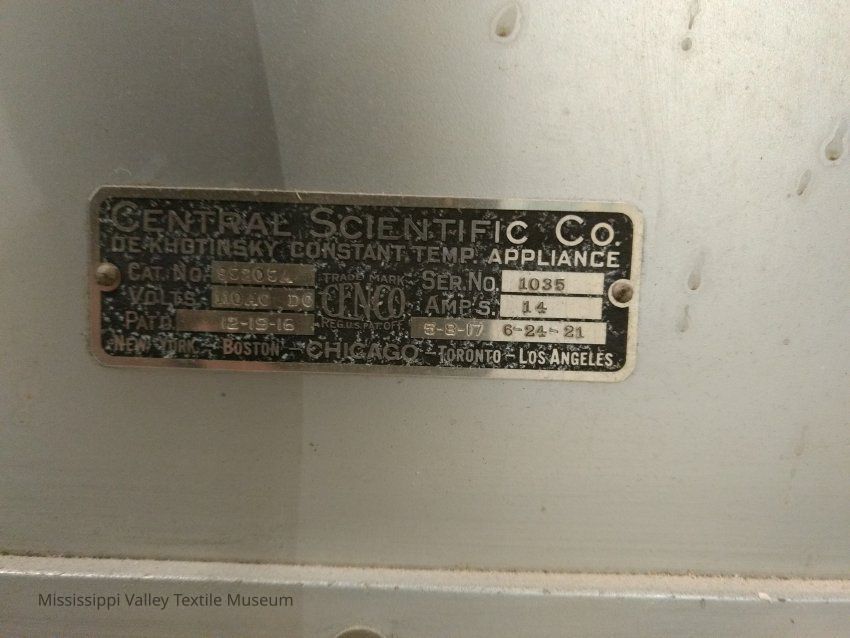 CENTRAL SCIENTIFIC CO.
DE KHOTINSKY CONSTANT TEMP. APPLIANCE
CAT. NO. TRADE MARK SER. NO. 1035
VOLTS. 110 AC DC CENCO AMPS. 14
PATD. 12-19-16 REG. U.S. PAT. OFF. 5-8-17 6-24-21
NEW YORK - BOSTON - CHICAGO - TORONTO - LOS ANGELES
Mississippi Valley Textile Museum